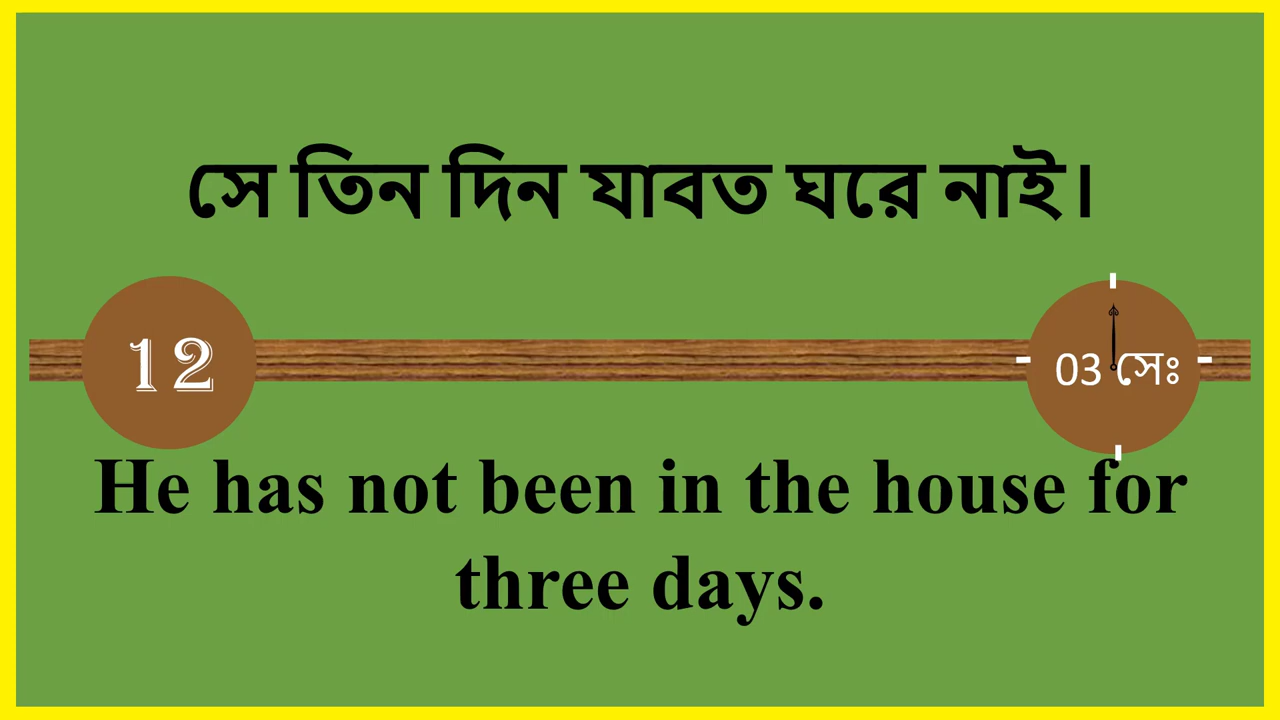 সে তিন দিন যাবত ঘরে নাই।
12
03 সেঃ
He has not been in the house for
three days.